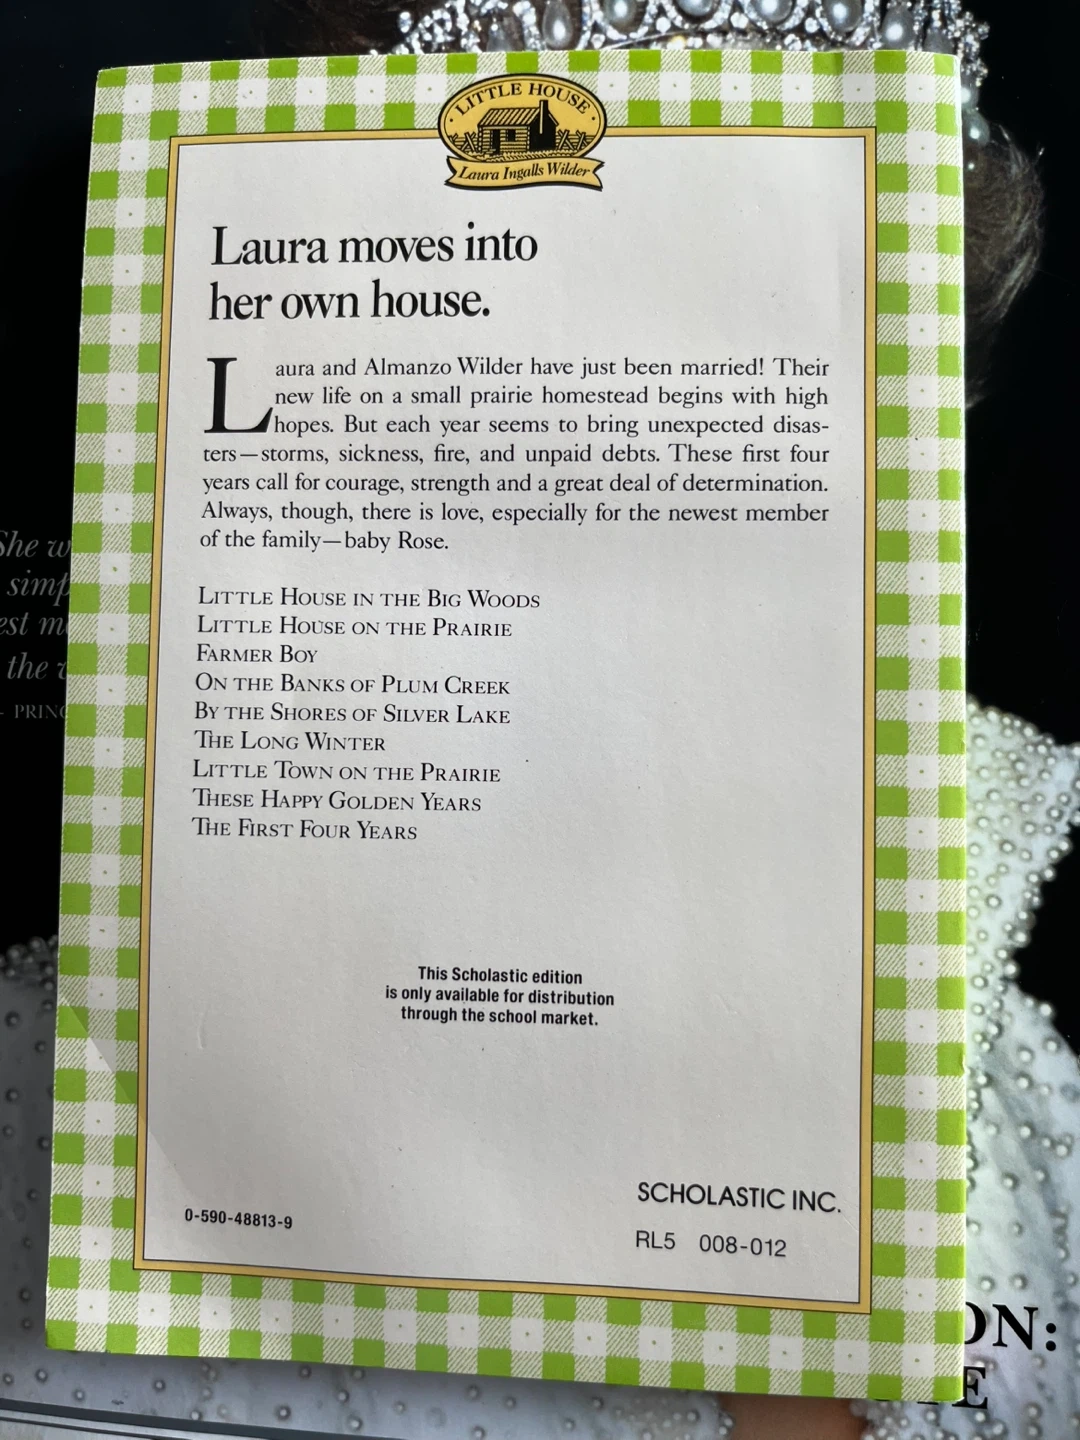 LITTLE HOUSE
Laura Ingalls Wilder
Laura moves into
her own house.
Laura and Almanzo Wilder have just been married! Their
new life on a small prairie homestead begins with high
hopes. But each year seems to bring unexpected disas-
ters—storms, sickness, fire, and unpaid debts. These first four
years call for courage, strength and a great deal of determination.
Always, though, there is love, especially for the newest member
of the family—baby Rose.
LITTLE HOUSE IN THE BIG WOODS
LITTLE HOUSE ON THE PRAIRIE
FARMER BOY
ON THE BANKS OF PLUM CREEK
BY THE SHORES OF SILVER LAKE
THE LONG WINTER
LITTLE TOWN ON THE PRAIRIE
THESE HAPPY GOLDEN YEARS
THE FIRST FOUR YEARS
This Scholastic edition
is only available for distribution
through the school market.
0-590-48813-9
SCHOLASTIC INC.
RL5 008-012
She
the
ON: